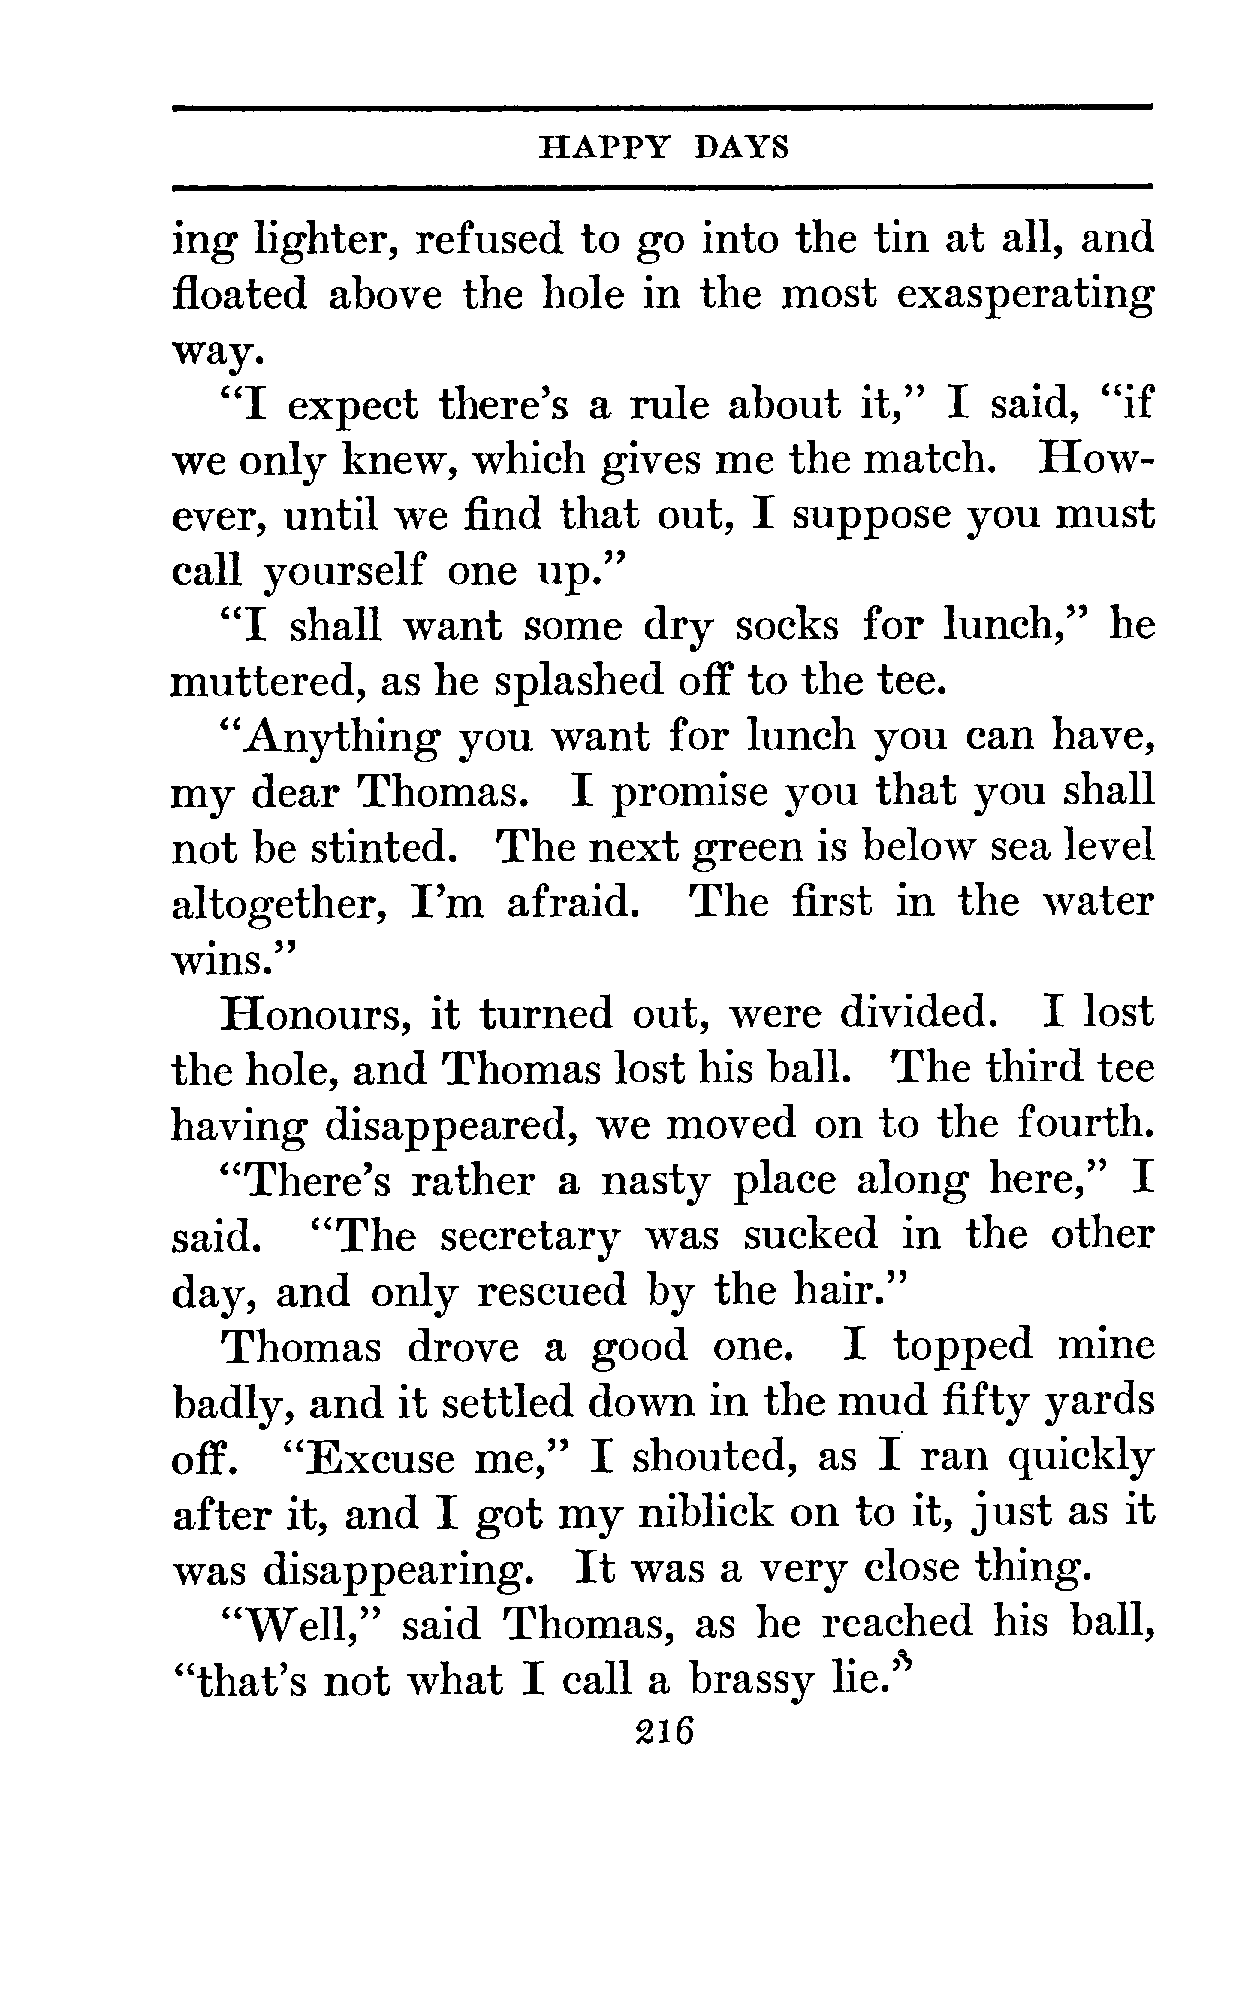 HAPPY DAYS
ing lighter, refused to go into the tin at all, and
floated above the hole in the most exasperating
way.
"I expect there's a rule about it," I said, "if
we only knew, which gives me the match. How-
ever, until we find that out, I suppose you must
call yourself one up."
"I shall want some dry socks for lunch," he
muttered, as he splashed off to the tee.
"Anything you want for lunch you can have,
my dear Thomas. I promise you that you shall
not be stinted. The next green is below sea level
altogether, I'm afraid. The first in the water
wins."
Honours, it turned out, were divided. I lost
the hole, and Thomas lost his ball. The third tee
having disappeared, we moved on to the fourth.
"There's rather a nasty place along here," I
said. "The secretary was sucked in the other
day, and only rescued by the hair."
Thomas drove a good one. I topped mine
badly, and it settled down in the mud fifty yards
off. "Excuse me," I shouted, as I ran quickly
after it, and I got my niblick on to it, just as it
was disappearing. It was a very close thing.
"Well," said Thomas, as he reached his ball,
"that's not what I call a brassy lie."
216